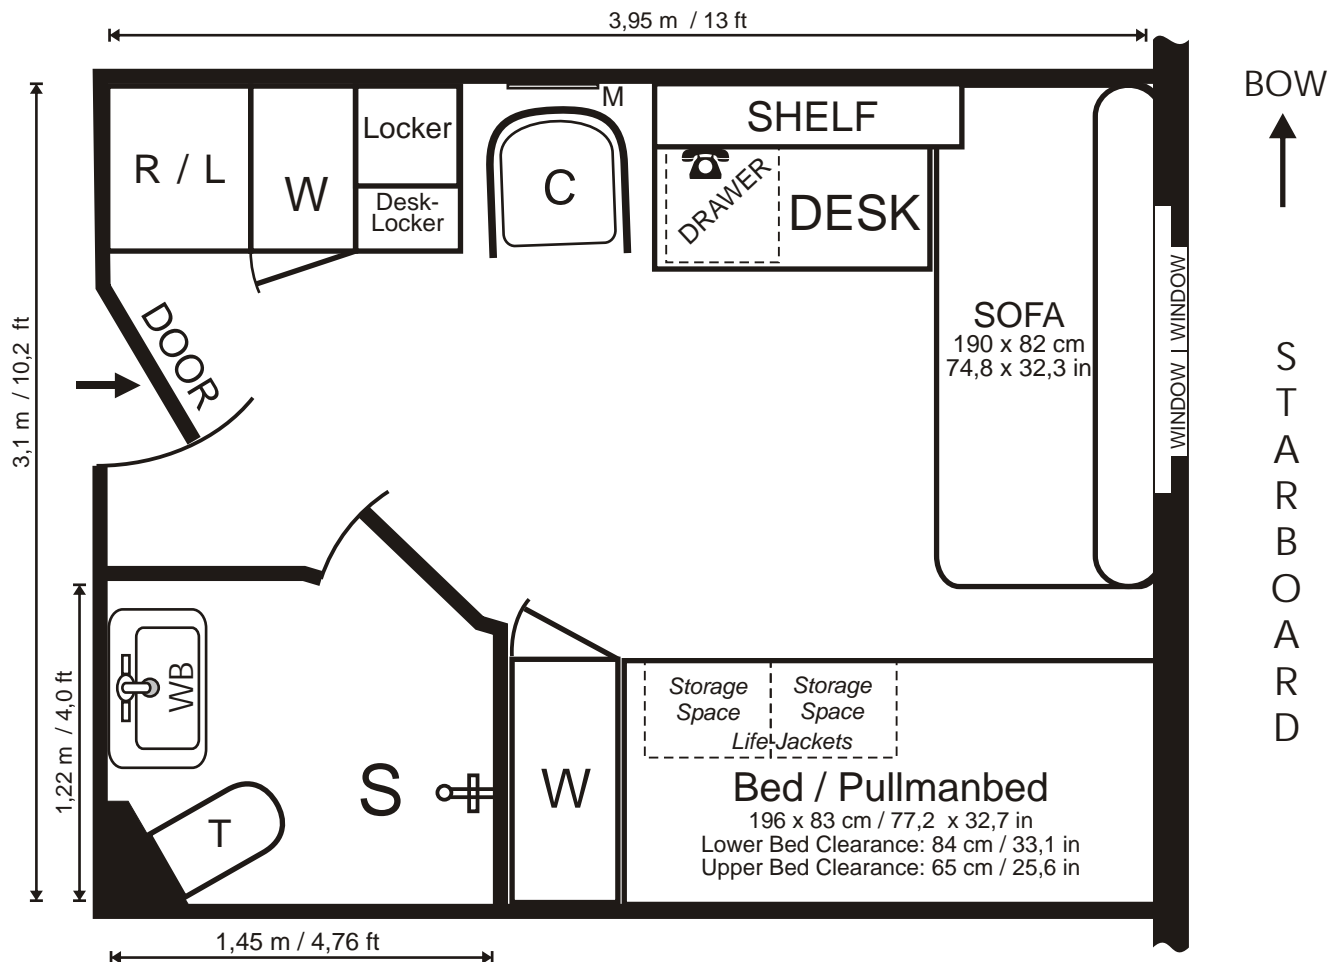 3,95 m / 13 ft
BOW
M
SHELF
Locker
R / L
W
C
DRAWER
DESK
Desk-
Locker
DOOR
SOFA
190 x 82 cm
74,8 x 32,3 in
WINDOW | WINDOW
STARBOARD
3,1 m / 10,2 ft
1,22 m / 4,0 ft
WB
T
S
W
Storage
Space
Storage
Space
Life-Jackets
Bed / Pullmanbed
196 x 83 cm / 77,2 x 32,7 in
Lower Bed Clearance: 84 cm / 33,1 in
Upper Bed Clearance: 65 cm / 25,6 in
1,45 m / 4,76 ft